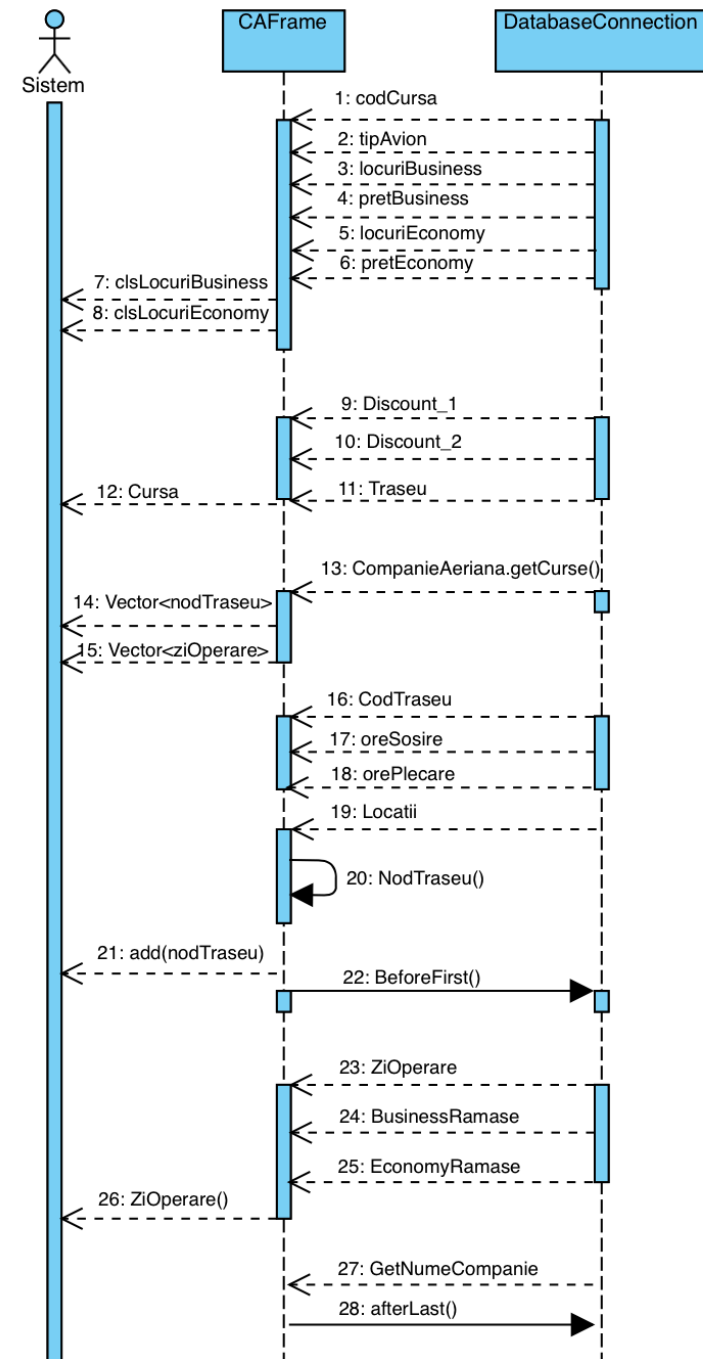 CAFrame
DatabaseConnection
Sistem
1: codCursa
2: tipAvion
3: locuriBusiness
4: pretBusiness
5: locuriEconomy
6: pretEconomy
7: clsLocuriBusiness
8: clsLocuriEconomy
9: Discount_1
10: Discount_2
11: Traseu
12: Cursa
13: CompanieAeriana.getCurse()
14: Vector<nodTraseu>
15: Vector<ziOperare>
16: CodTraseu
17: oreSosire
18: orePlecare
19: Locatii
20: NodTraseu()
21: add(nodTraseu)
22: BeforeFirst()
23: ZiOperare
24: BusinessRamase
25: EconomyRamase
26: ZiOperare()
27: GetNumeCompanie
28: afterLast()